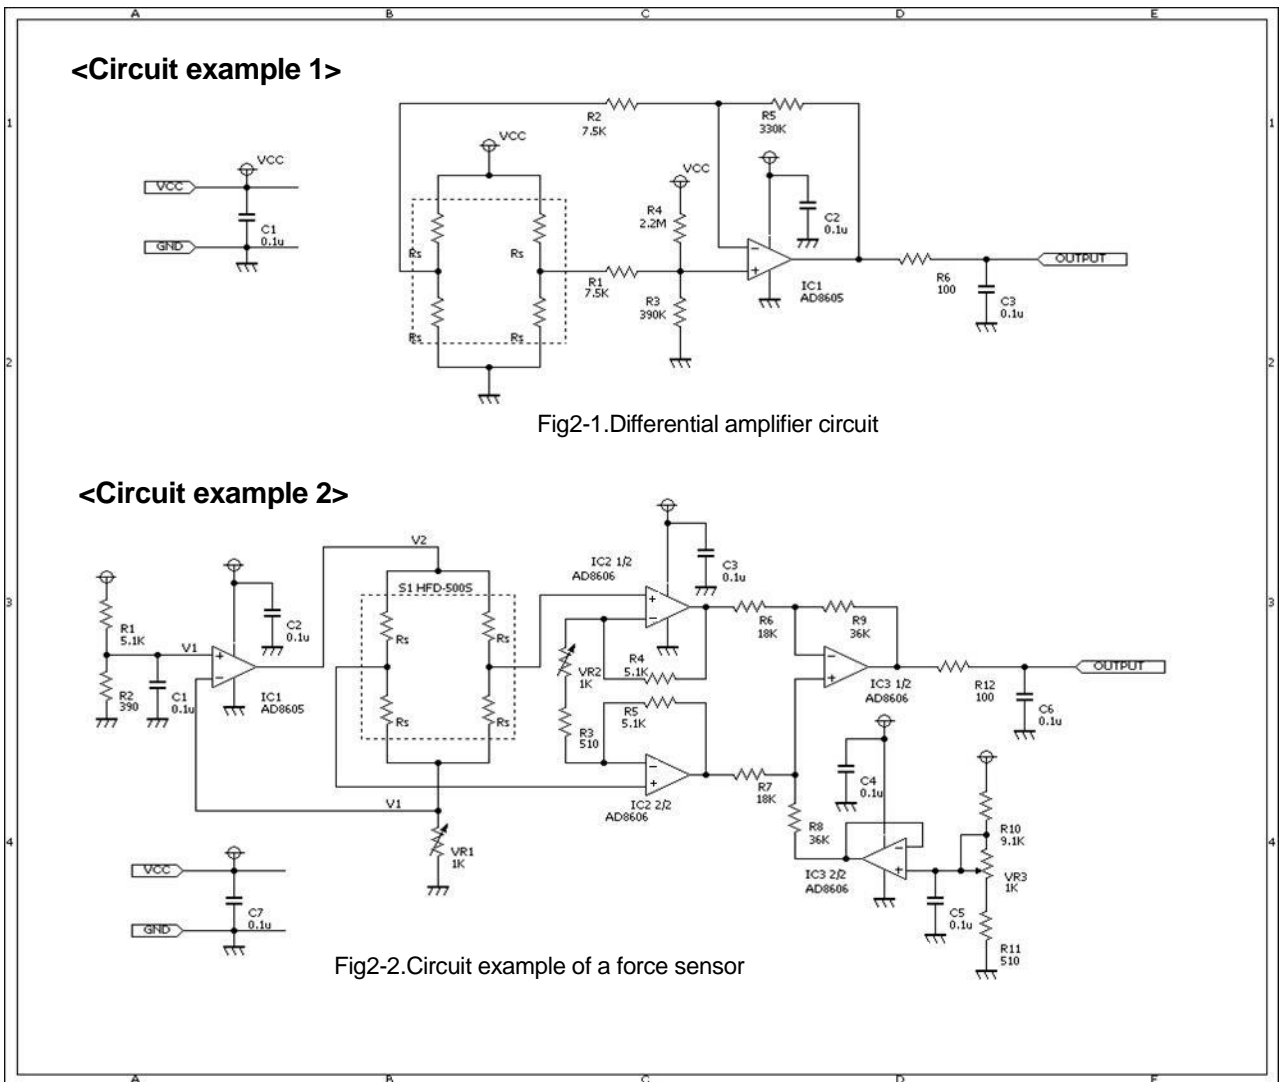 A B C D E
<Circuit example 1>
1 1
R2
7.5K
R5
330K
VCC
VCC
VCC
VCC
C1
0.1u
GND
R4
2.2M
C2
0.1u
Rs Rs
R1
7.5K
R3
390K
IC1
AD8605
R6
100
OUTPUT
C3
0.1u
Rs Rs
2 2
Fig2-1.Differential amplifier circuit
<Circuit example 2>
V2
S1 HFD-500S
IC2 1/2
AD8606
C3
0.1u
3 3
R1
5.1K
V1
C2
0.1u
Rs Rs
R6
18K
R9
36K
R2
390
C1
0.1u
IC1
AD8605
VR2
1K
R4
5.1K
IC3 1/2
AD8606
R12
100
OUTPUT
C6
0.1u
Rs Rs
R3
510
R5
5.1K
R7
18K
C4
0.1u
V1
IC2 2/2
AD8606
R8
36K
R10
9.1K
4 4
VR1
1K
IC3 2/2
AD8606
VR3
1K
VCC
C7
0.1u
GND
C5
0.1u
R11
510
Fig2-2.Circuit example of a force sensor
A B C D E